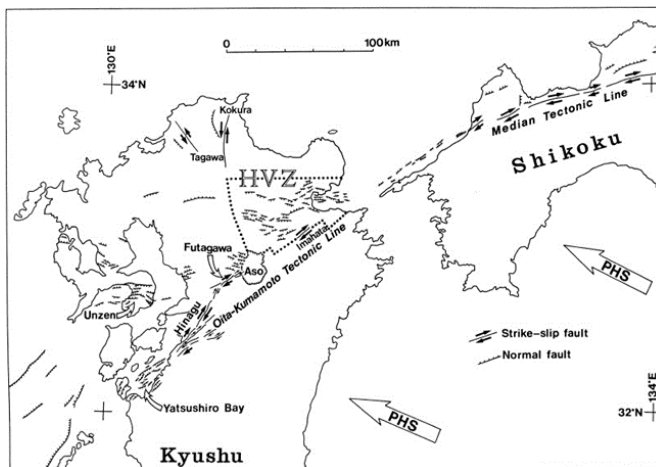 0 100km
130°E
34°N
Kokura
Tagawa
HVZ
Median Tectonic Line
Shikoku
Futagawa
Aso
Imahata
Oita-Kumamoto Tectonic Line
Unzen
Hinagu
PHS
Strike-slip fault
Normal fault
134°E
32°N
Yatsushiro Bay
PHS
Kyushu